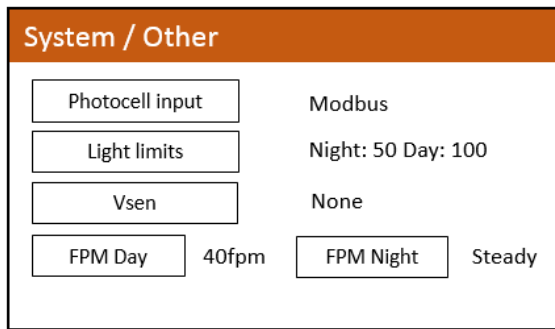 System / Other
Photocell input Modbus
Light limits Night: 50 Day: 100
Vsen None
FPM Day 40fpm FPM Night Steady